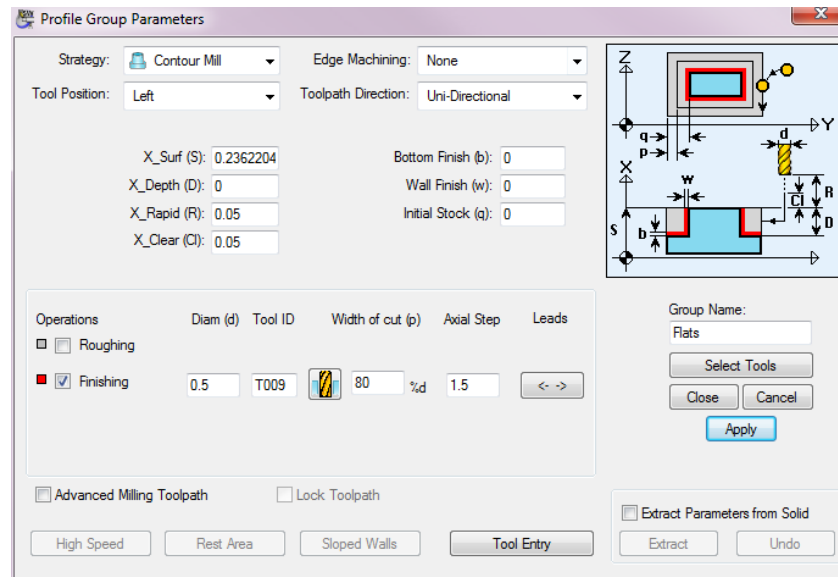 Profile Group Parameters
X
Strategy: Contour Mill Edge Machining: None
Tool Position: Left Toolpath Direction: Uni-Directional
X_Surf (S): 0.2362204 Bottom Finish (b): 0
X_Depth (D): 0 Wall Finish (w): 0
X_Rapid (R): 0.05 Initial Stock (q): 0
X_Clear (Cl): 0.05
Z
Y
q
p
d
X
w
R
Cl
S
b
D
Operations Diam (d) Tool ID Width of cut (p) Axial Step Leads
Roughing
Finishing 0.5 T009 80 %d 1.5 <- ->
Group Name:
Flats
Select Tools
Close Cancel
Apply
Advanced Milling Toolpath Lock Toolpath
High Speed Rest Area Sloped Walls Tool Entry
Extract Parameters from Solid
Extract Undo